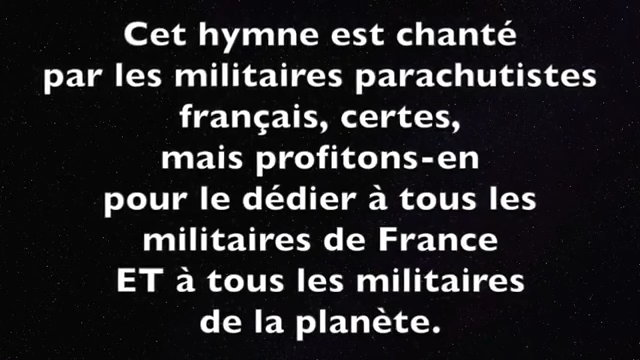 Cet hymne est chanté
par les militaires parachutistes
français, certes,
mais profitons-en
pour le dédier à tous les
militaires de France
ET à tous les militaires
de la planète.